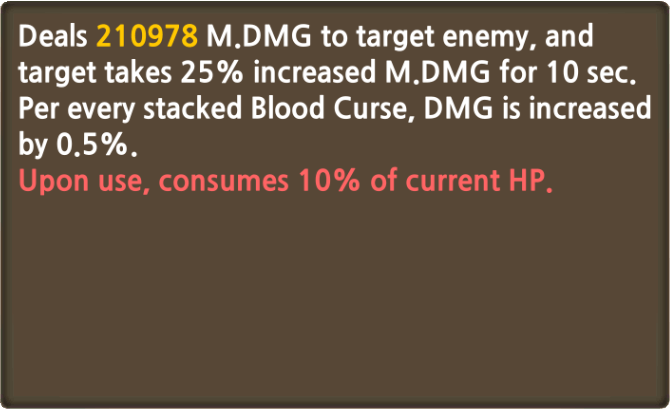 Deals 210978 M.DMG to target enemy, and
target takes 25% increased M.DMG for 10 sec.
Per every stacked Blood Curse, DMG is increased
by 0.5%.
Upon use, consumes 10% of current HP.